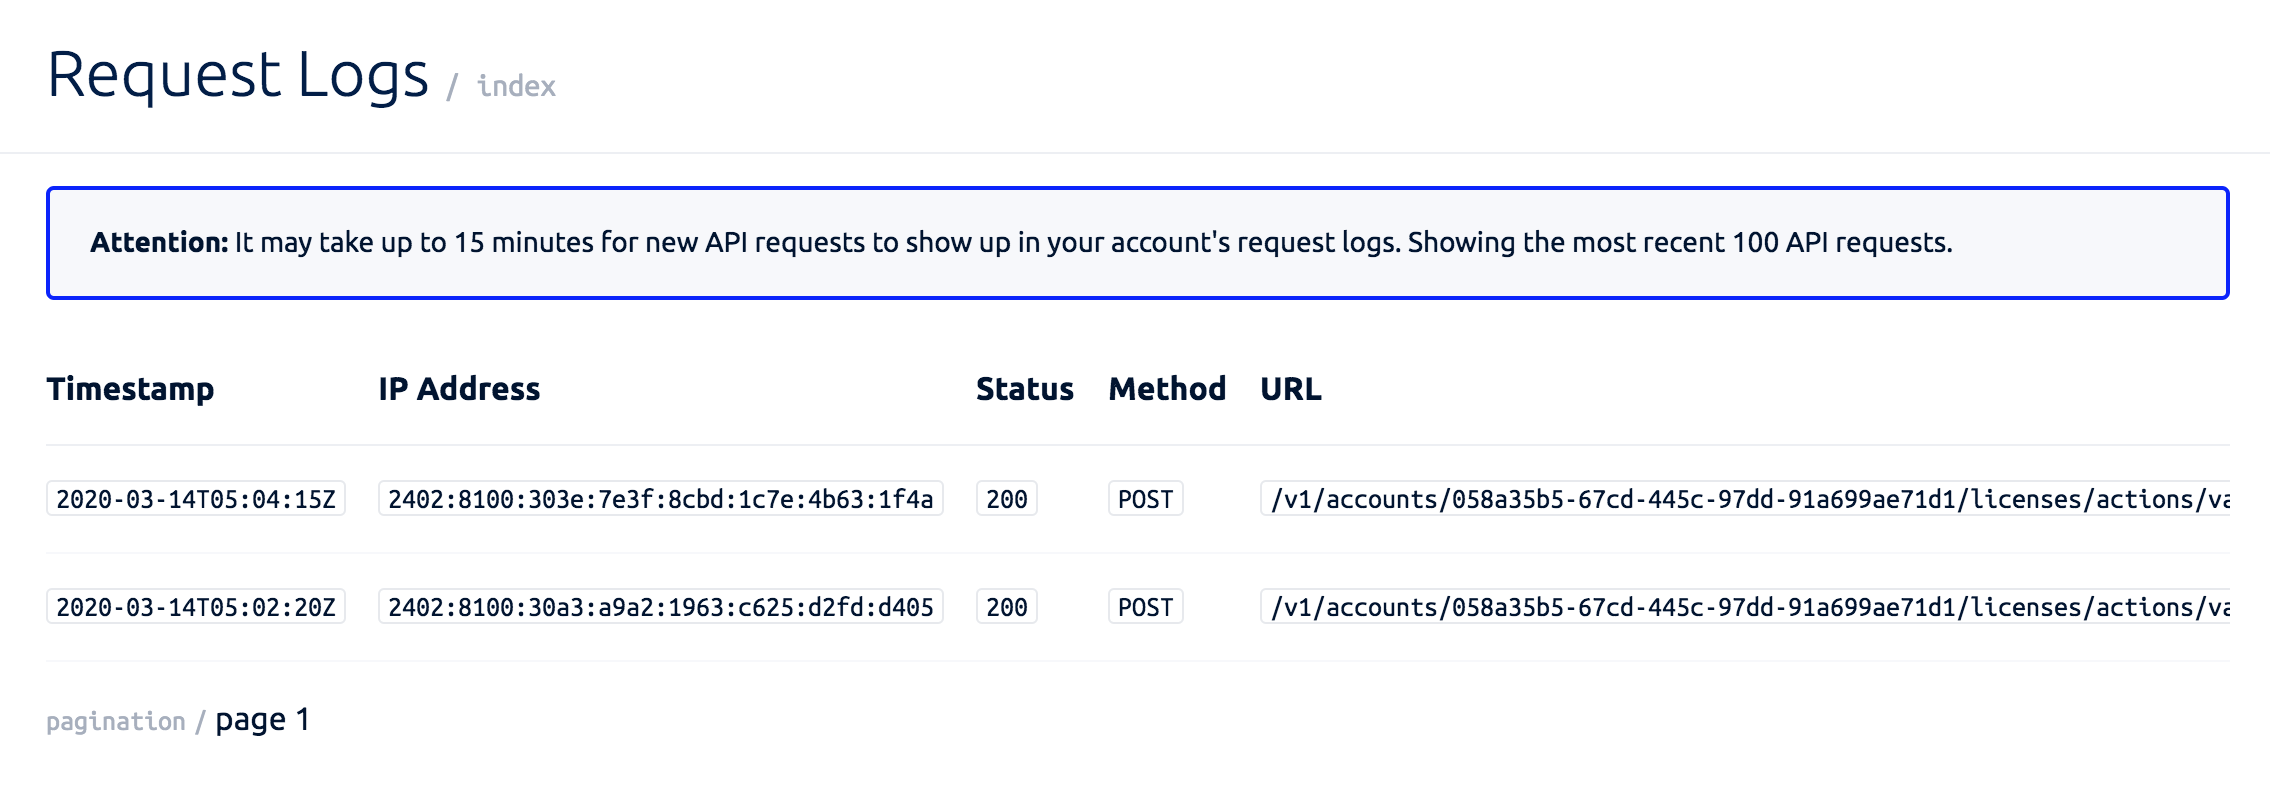 Request Logs / index
Attention: It may take up to 15 minutes for new API requests to show up in your account's request logs. Showing the most recent 100 API requests.
Timestamp IP Address Status Method URL
2020-03-14T05:04:15Z 2402:8100:303e:7e3f:8cbd:1c7e:4b63:1f4a 200 POST /v1/accounts/058a35b5-67cd-445c-97dd-91a699ae71d1/licenses/actions/va
2020-03-14T05:02:20Z 2402:8100:30a3:a9a2:1963:c625:d2fd:d405 200 POST /v1/accounts/058a35b5-67cd-445c-97dd-91a699ae71d1/licenses/actions/va
pagination / page 1